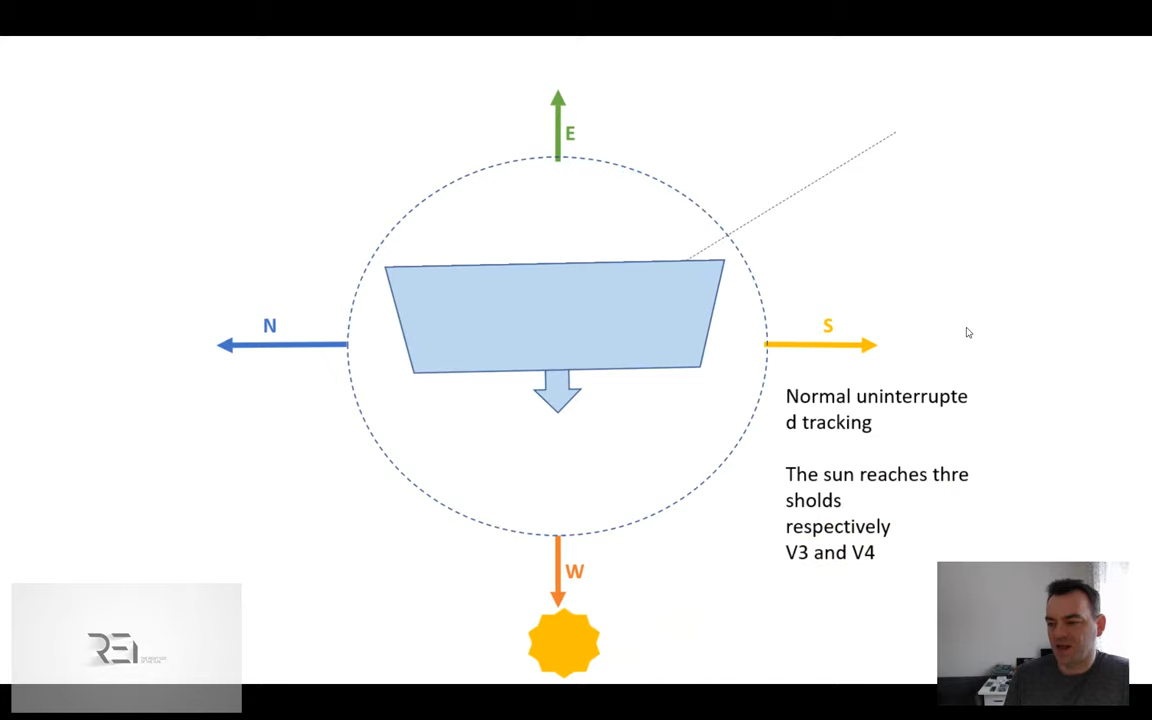 E
N
S
Normal uninterrupte
d tracking
The sun reaches thre
sholds
respectively
V3 and V4
W
REI